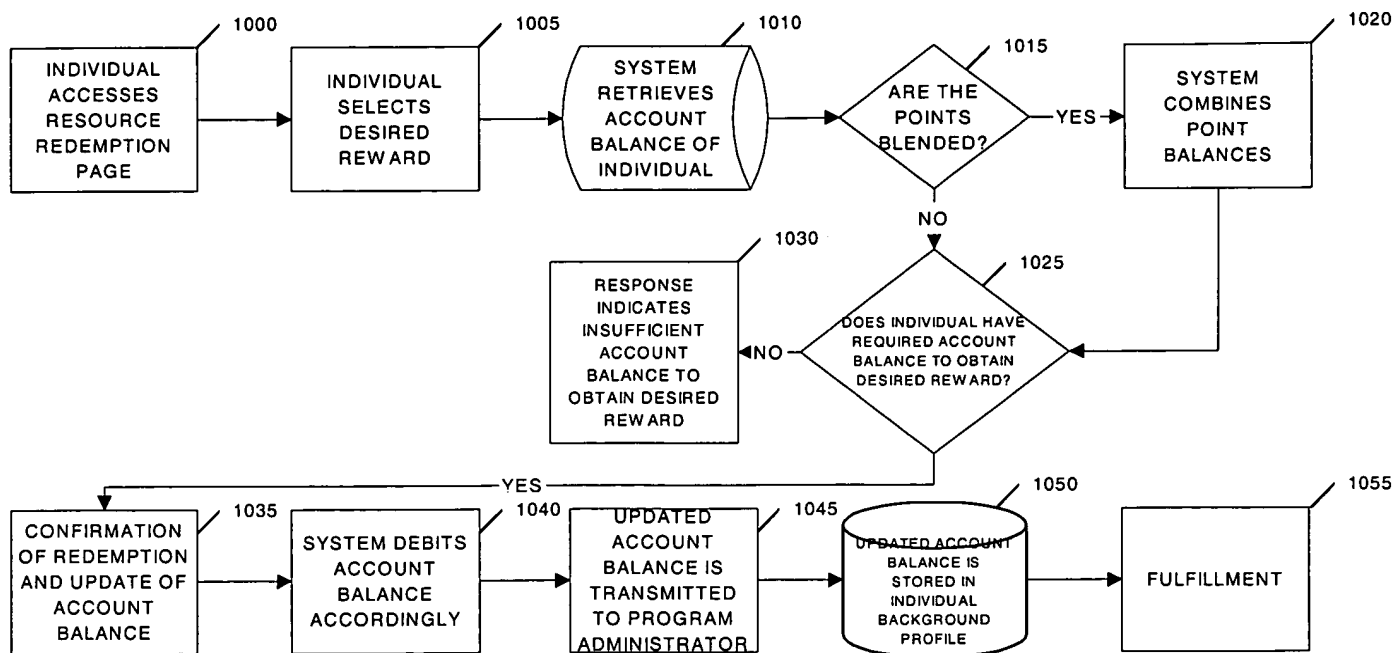 1000
INDIVIDUAL
ACCESSES
RESOURCE
REDEMPTION
PAGE
1005
INDIVIDUAL
SELECTS
DESIRED
REWARD
1010
SYSTEM
RETRIEVES
ACCOUNT
BALANCE OF
INDIVIDUAL
1015
ARE THE
POINTS
BLENDED?
YES
1020
SYSTEM
COMBINES
POINT
BALANCES
NO
1025
DOES INDIVIDUAL HAVE
REQUIRED ACCOUNT
BALANCE TO OBTAIN
DESIRED REWARD?
NO
1030
RESPONSE
INDICATES
INSUFFICIENT
ACCOUNT
BALANCE TO
OBTAIN DESIRED
REWARD
YES
1035
CONFIRMATION
OF REDEMPTION
AND UPDATE OF
ACCOUNT
BALANCE
1040
SYSTEM DEBITS
ACCOUNT
BALANCE
ACCORDINGLY
1045
UPDATED
ACCOUNT
BALANCE IS
TRANSMITTED
TO PROGRAM
ADMINISTRATOR
1050
UPDATED ACCOUNT
BALANCE IS
STORED IN
INDIVIDUAL
BACKGROUND
PROFILE
1055
FULFILLMENT